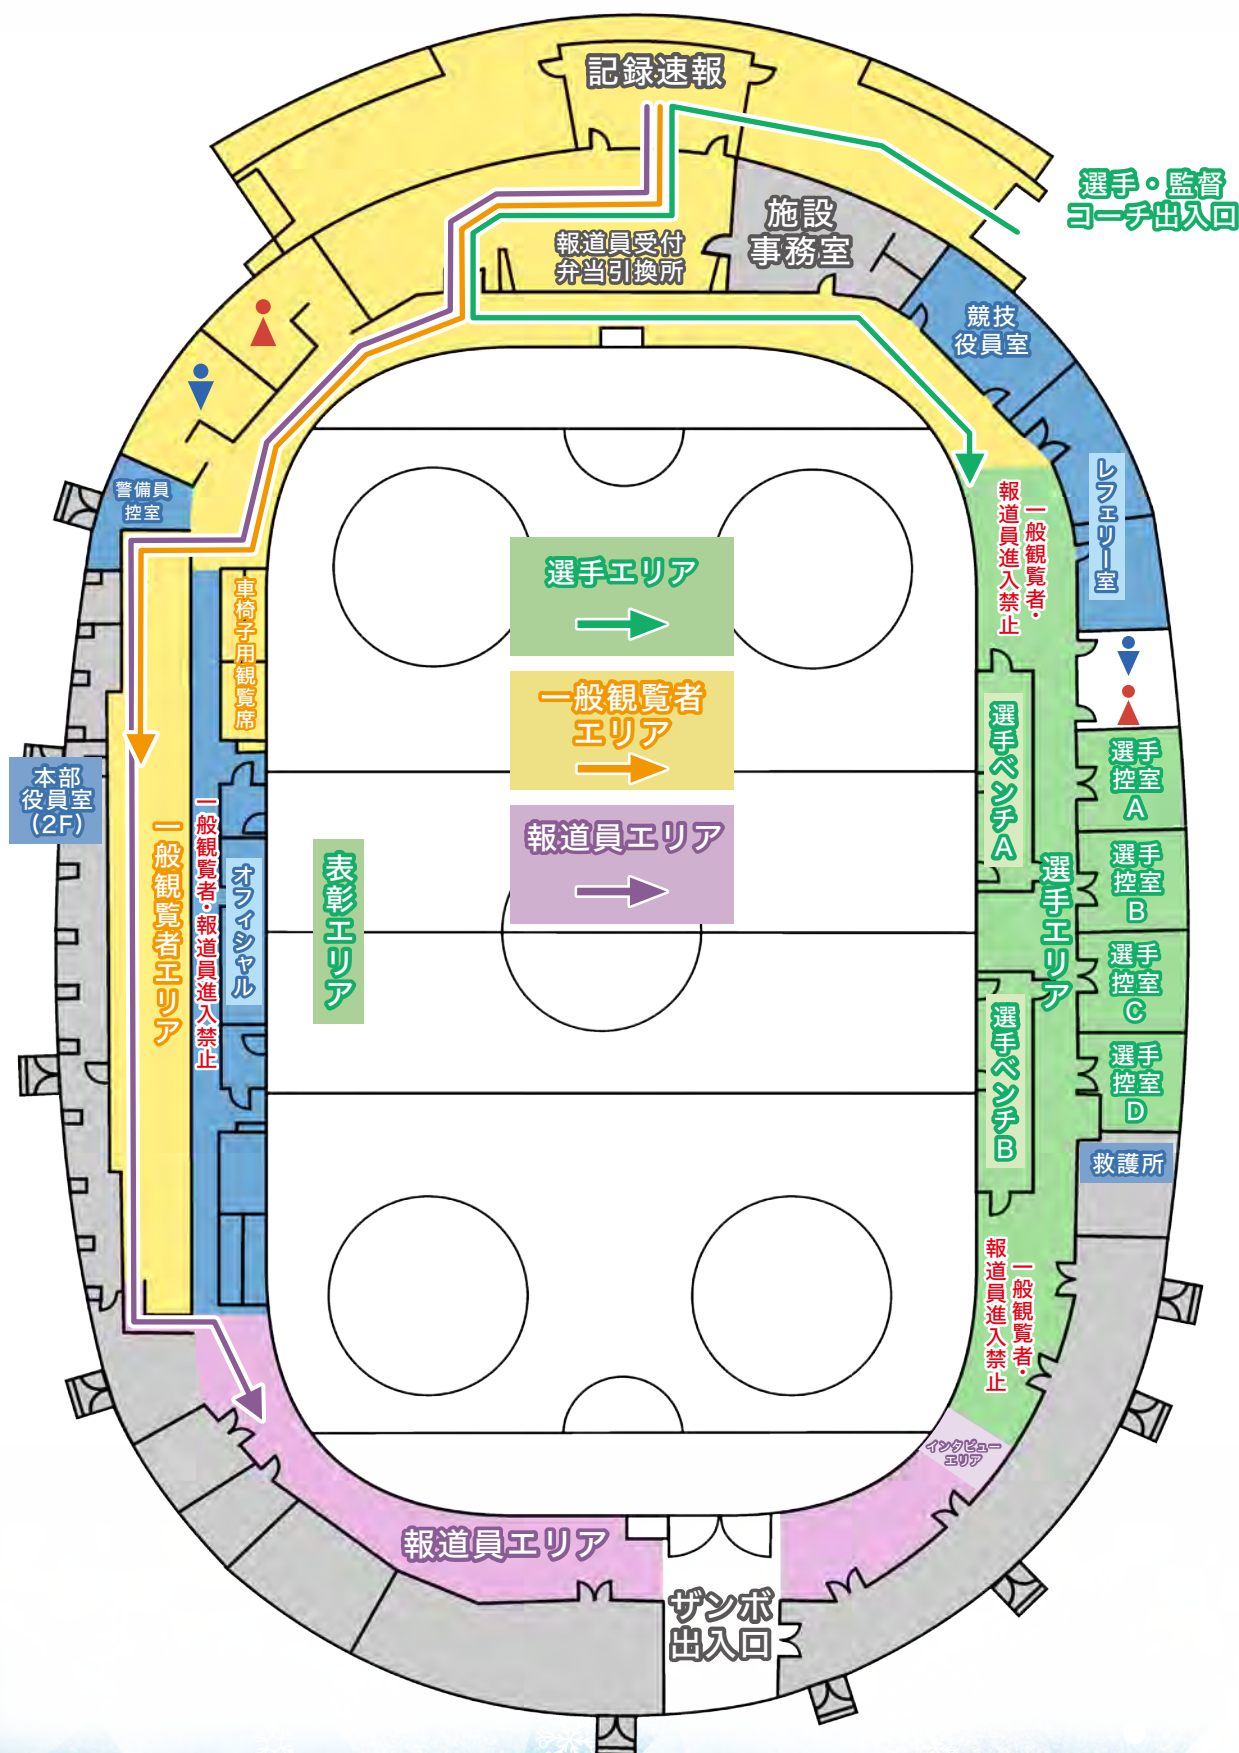 記録速報
選手・監督
コーチ出入口
施設
事務室
報道員受付
弁当引換所
競技
役員室
警備員
控室
レフェリー室
一般観覧者・
報道員進入禁止
選手エリア
車椅子用観覧席
一般観覧者
エリア
選手ベンチA
選手
控室
A
本部
役員室
(2F)
一般観覧者エリア
一般観覧者・報道員進入禁止
オフィシャル
表彰エリア
報道員エリア
選手エリア
選手
控室
B
選手
控室
C
選手ベンチB
選手
控室
D
救護所
一般観覧者・
報道員進入禁止
インタビュー
エリア
報道員エリア
ザンボ
出入口